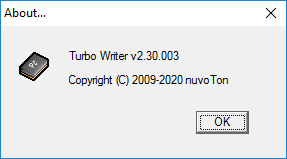 About...
Turbo Writer v2.30.003
Copyright (C) 2009-2020 nuvoTon
OK